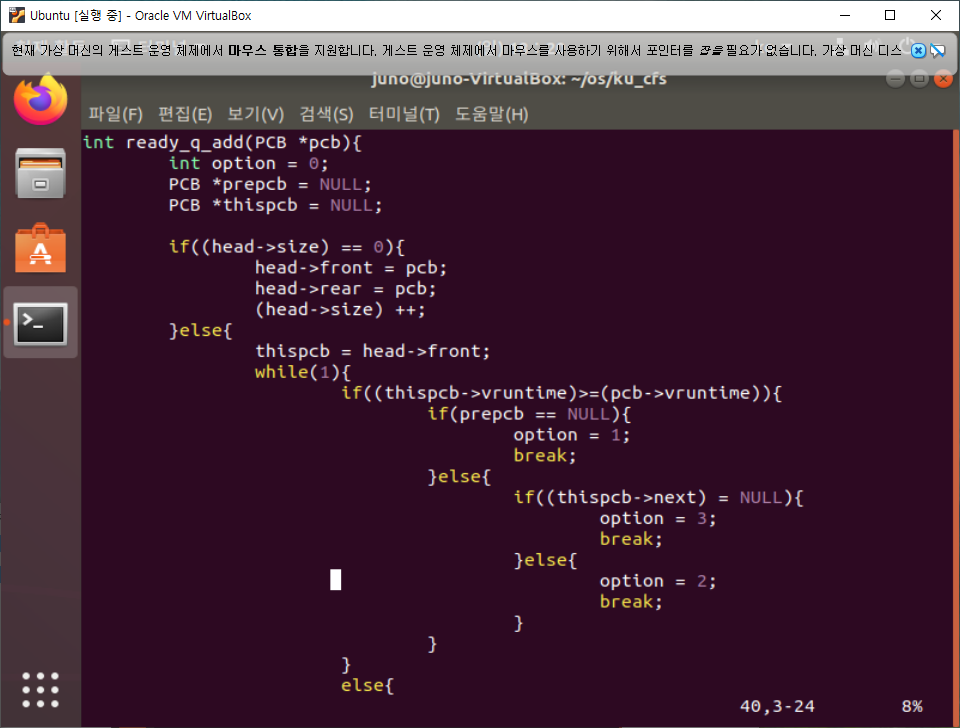 Ubuntu [실행 중] - Oracle VM VirtualBox
현재 가상 머신의 게스트 운영 체제에서 마우스 통합을 지원합니다. 게스트 운영 체제에서 마우스를 사용하기 위해서 포인터를 잡을 필요가 없습니다. 가상 머신 디스
juno@juno-VirtualBox: ~/os/ku_cfs
파일(F) 편집(E) 보기(V) 검색(S) 터미널(T) 도움말(H)
int ready_q_add(PCB *pcb){
        int option = 0;
        PCB *prepcb = NULL;
        PCB *thispcb = NULL;

        if((head->size) == 0){
                head->front = pcb;
                head->rear = pcb;
                (head->size) ++;
        }else{
                thispcb = head->front;
                while(1){
                        if((thispcb->vruntime)>=(pcb->vruntime)){
                                if(prepcb == NULL){
                                        option = 1;
                                        break;
                                }else{
                                        if((thispcb->next) = NULL){
                                                option = 3;
                                                break;
                                        }else{
                                                option = 2;
                                                break;
                                        }
                                }
                        }
                        else{
40,3-24 8%